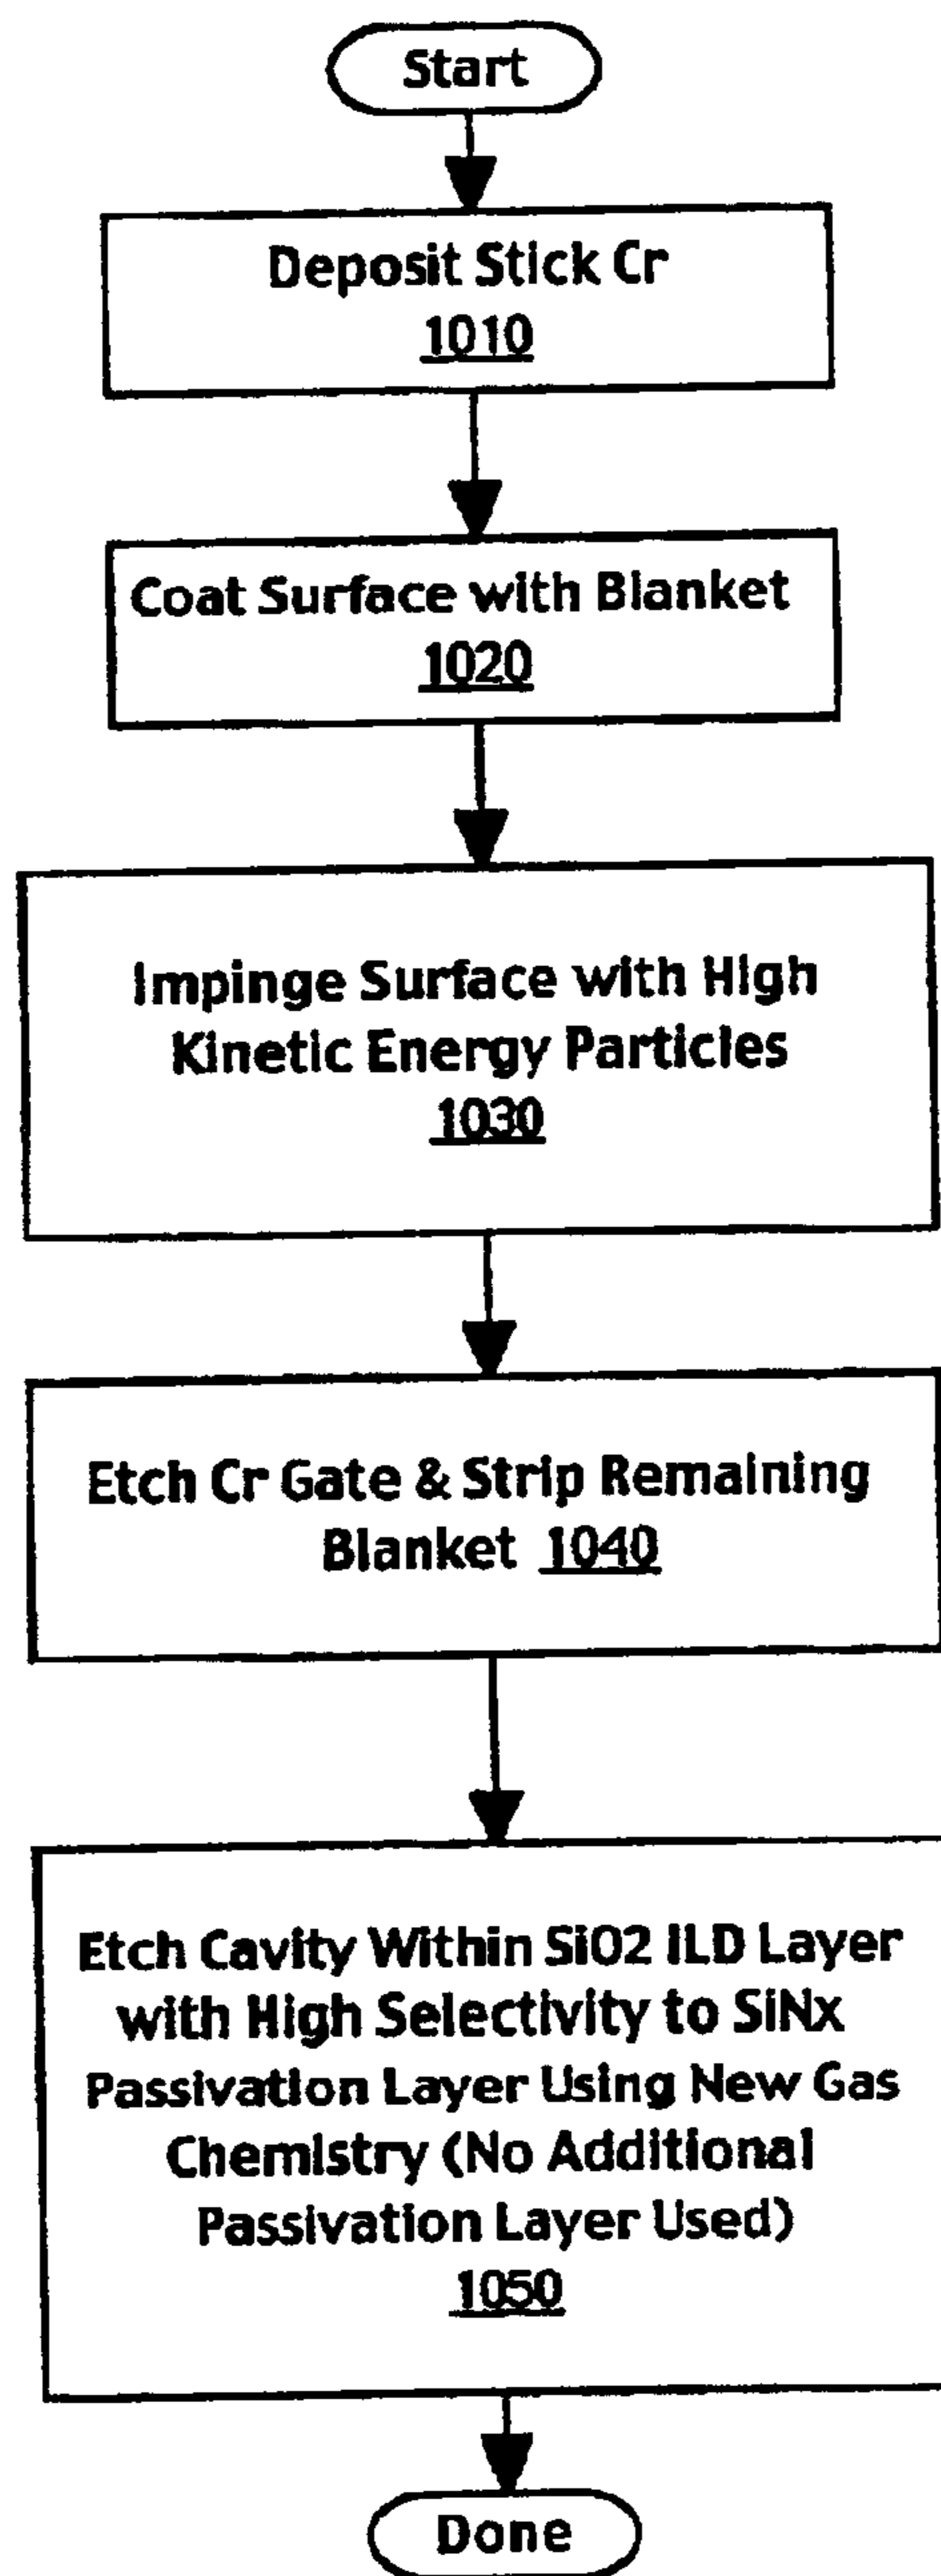 Start
Deposit Stick Cr
1010
Coat Surface with Blanket
1020
Impinge Surface with High
Kinetic Energy Particles
1030
Etch Cr Gate & Strip Remaining
Blanket 1040
Etch Cavity Within SiO2 ILD Layer
with High Selectivity to SiNx
Passivation Layer Using New Gas
Chemistry (No Additional
Passivation Layer Used)
1050
Done